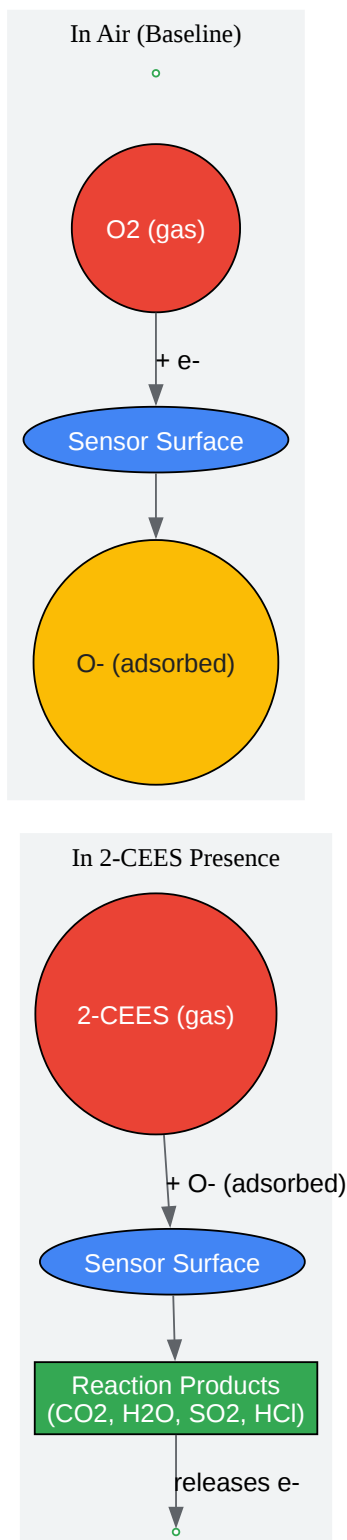 In Air (Baseline)
O2 (gas)
+ e-
Sensor Surface
O- (adsorbed)
In 2-CEES Presence
2-CEES (gas)
+ O- (adsorbed)
Sensor Surface
Reaction Products
(CO2, H2O, SO2, HCl)
releases e-